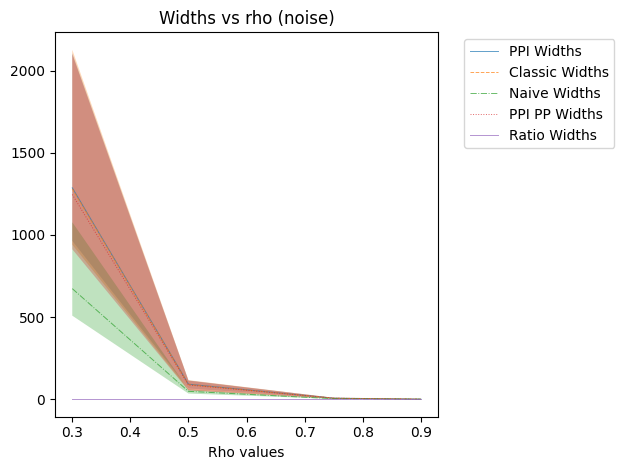 Widths vs rho (noise)
2000
1500
1000
500
0
0.3 0.4 0.5 0.6 0.7 0.8 0.9
Rho values
PPI Widths
Classic Widths
Naive Widths
PPI PP Widths
Ratio Widths